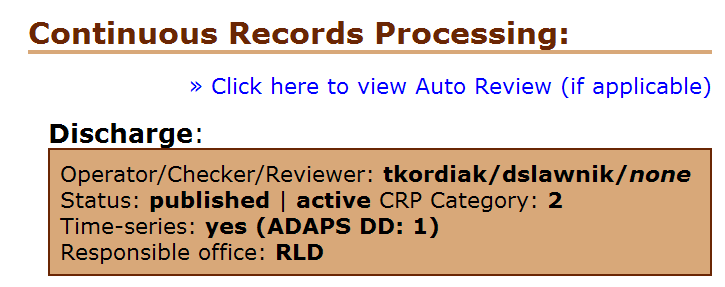 Continuous Records Processing:
» Click here to view Auto Review (if applicable)
Discharge:
Operator/Checker/Reviewer: tkordiak/dslawnik/none
Status: published | active CRP Category: 2
Time-series: yes (ADAPS DD: 1)
Responsible office: RLD